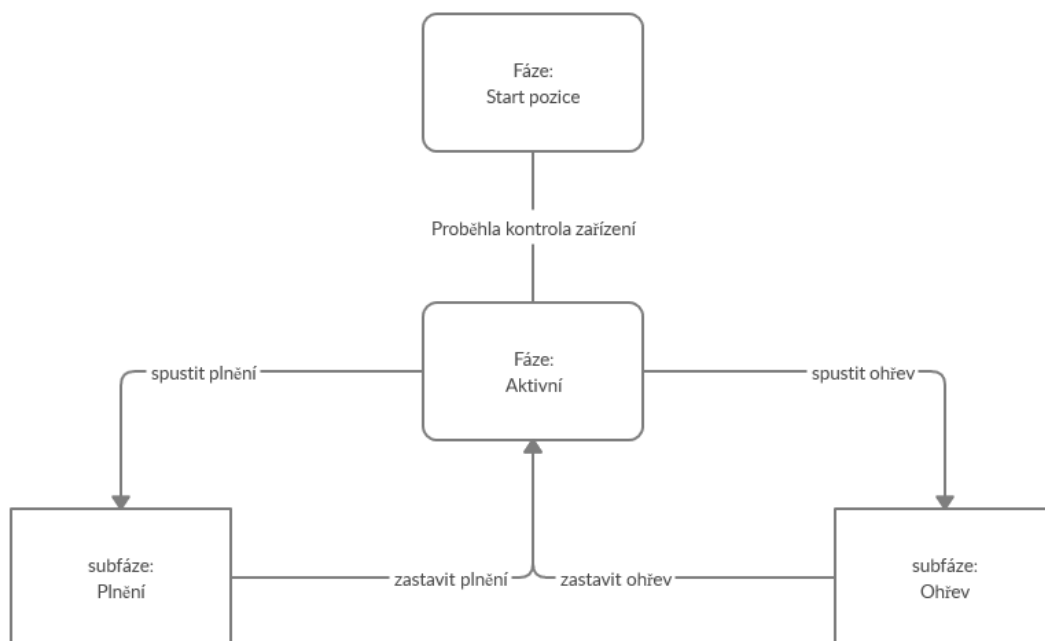 Fáze:
Start pozice
Proběhla kontrola zařízení
Fáze:
Aktivní
spustit plnění
spustit ohřev
subfáze:
Plnění
zastavit plnění
zastavit ohřev
subfáze:
Ohřev